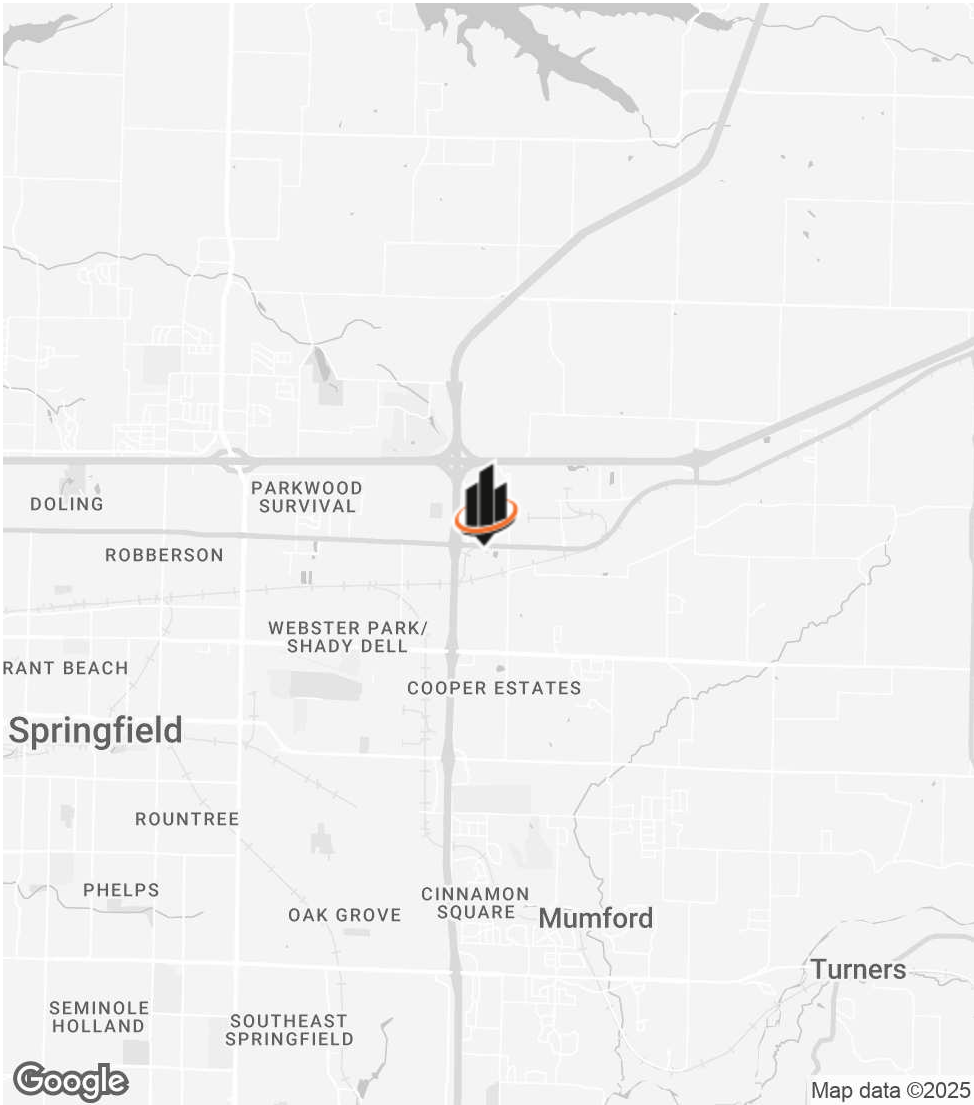 PARKWOOD
SURVIVAL
DOLING
ROBBERSON
WEBSTER PARK/
SHADY DELL
RANT BEACH
COOPER ESTATES
Springfield
ROUNTREE
PHELPS
CINNAMON
SQUARE
OAK GROVE
Mumford
Turners
SEMINOLE
HOLLAND
SOUTHEAST
SPRINGFIELD
Google
Map data ©2025